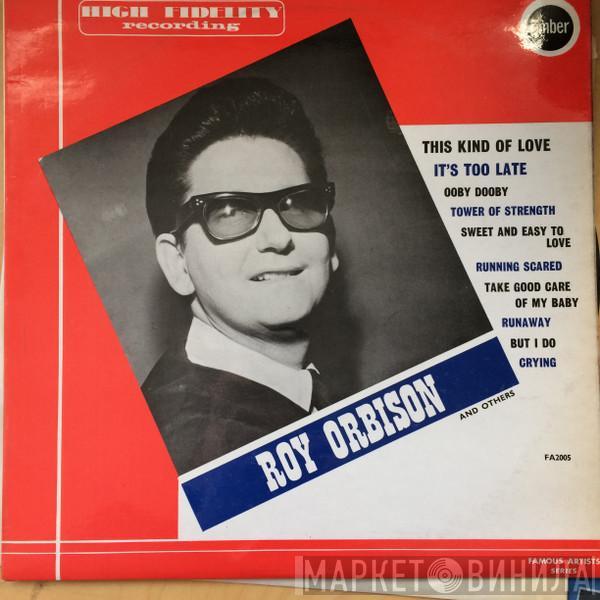 HIGH FIDELITY
recording
ember
THIS KIND OF LOVE
IT'S TOO LATE
OOBY DOOBY
TOWER OF STRENGTH
SWEET AND EASY TO
LOVE
RUNNING SCARED
TAKE GOOD CARE
OF MY BABY
RUNAWAY
BUT I DO
CRYING
ROY ORBISON
AND OTHERS
FA2005
FAMOUS ARTISTS
SERIES
МАРКЕТ ВИНИЛА